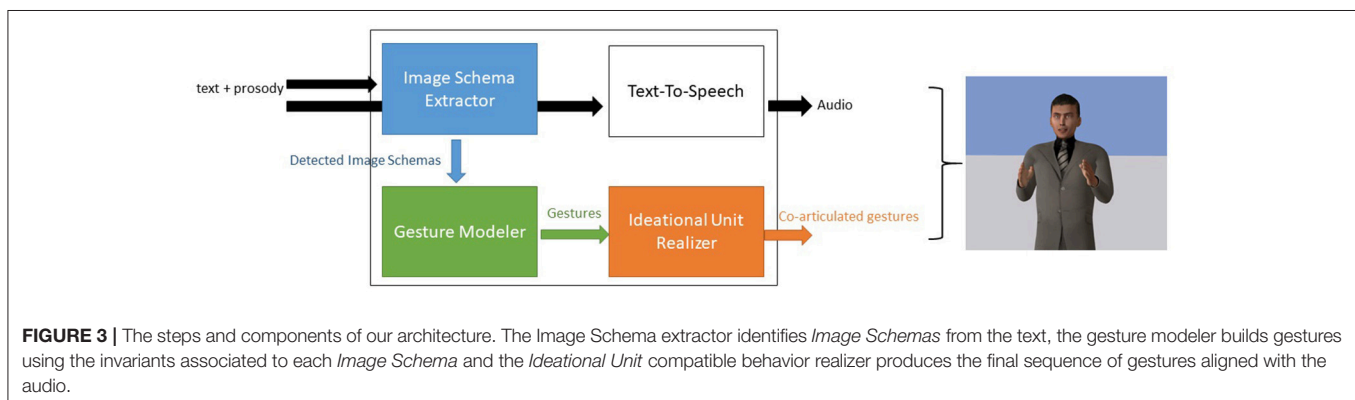 text + prosody
Image Schema
Extractor
Text-To-Speech
Audio
Detected Image Schemas
Gesture Modeler
Gestures
Ideational Unit
Realizer
Co-articulated gestures
FIGURE 3 | The steps and components of our architecture. The Image Schema extractor identifies Image Schemas from the text, the gesture modeler builds gestures
using the invariants associated to each Image Schema and the Ideational Unit compatible behavior realizer produces the final sequence of gestures aligned with the
audio.